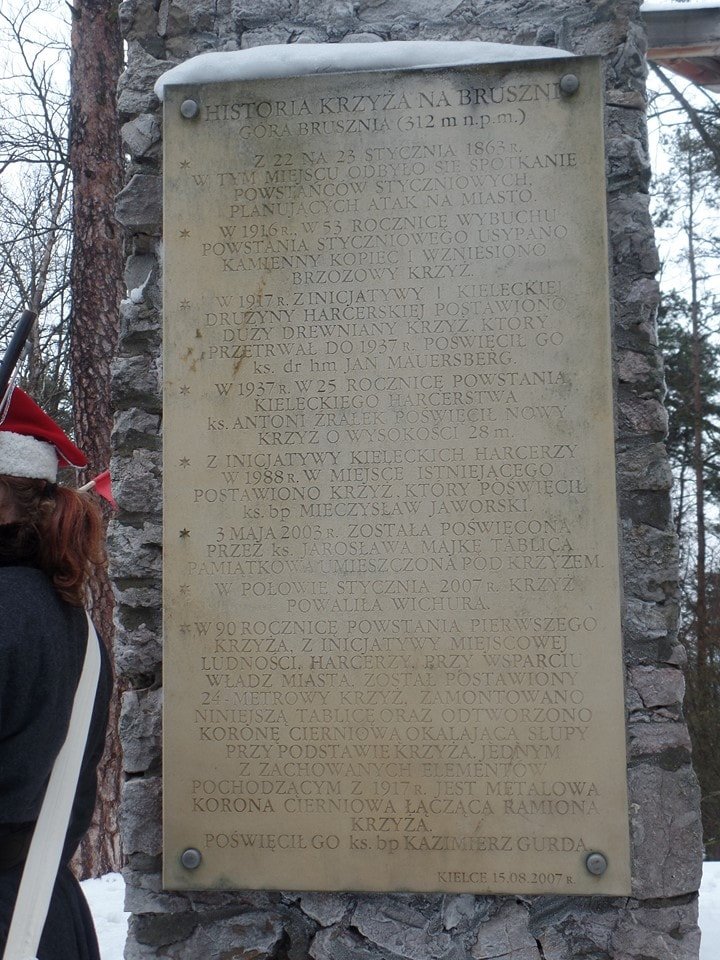 HISTORIA KRZYŻA NA BRUSZNI
GÓRA BRUSZNIA (312 m n.p.m.)
* Z 22 NA 23 STYCZNIA 1863 r.
W TYM MIEJSCU ODBYŁO SIĘ SPOTKANIE
POWSTAŃCÓW STYCZNIOWYCH,
PLANUJĄCYCH ATAK NA MIASTO.
* W 1916 r., W 53 ROCZNICĘ WYBUCHU
POWSTANIA STYCZNIOWEGO USYPANO
KAMIENNY KOPIEC I WZNIESIONO
BRZOZOWY KRZYŻ.
* W 1917 r. Z INICJATYWY I KIELECKIEJ
DRUŻYNY HARCERSKIEJ POSTAWIONO
DUŻY DREWNIANY KRZYŻ, KTÓRY
PRZETRWAŁ DO 1937 r. POŚWIĘCIŁ GO
ks. dr hm JAN MAUERSBERG.
* W 1937 r. W 25 ROCZNICĘ POWSTANIA
KIELECKIEGO HARCERSTWA
ks. ANTONI ZRAŁEK POŚWIĘCIŁ NOWY
KRZYŻ O WYSOKOŚCI 28 m.
* Z INICJATYWY KIELECKICH HARCERZY
W 1988 r. W MIEJSCE ISTNIEJĄCEGO
POSTAWIONO KRZYŻ, KTÓRY POŚWIĘCIŁ
ks. bp MIECZYSŁAW JAWORSKI.
* 3 MAJA 2003 r. ZOSTAŁA POŚWIĘCONA
PRZEZ ks. JAROSŁAWA MAJKĘ TABLICA
PAMIĄTKOWA UMIESZCZONA POD KRZYŻEM.
* W POŁOWIE STYCZNIA 2007 r. KRZYŻ
POWALIŁA WICHURA.
* W 90 ROCZNICĘ POWSTANIA PIERWSZEGO
KRZYŻA, Z INICJATYWY MIEJSCOWEJ
LUDNOŚCI, HARCERZY, PRZY WSPARCIU
WŁADZ MIASTA, ZOSTAŁ POSTAWIONY
24-METROWY KRZYŻ, ZAMONTOWANO
NINIEJSZĄ TABLICĘ ORAZ ODTWORZONO
KORONĘ CIERNIOWĄ OKALAJĄCĄ SŁUPY
PRZY PODSTAWIE KRZYŻA. JEDNYM
Z ZACHOWANYCH ELEMENTÓW
POCHODZĄCYM Z 1917 r. JEST METALOWA
KORONA CIERNIOWA ŁĄCZĄCA RAMIONA
KRZYŻA.
POŚWIĘCIŁ GO ks. bp KAZIMIERZ GURDA.
KIELCE 15.08.2007 r.